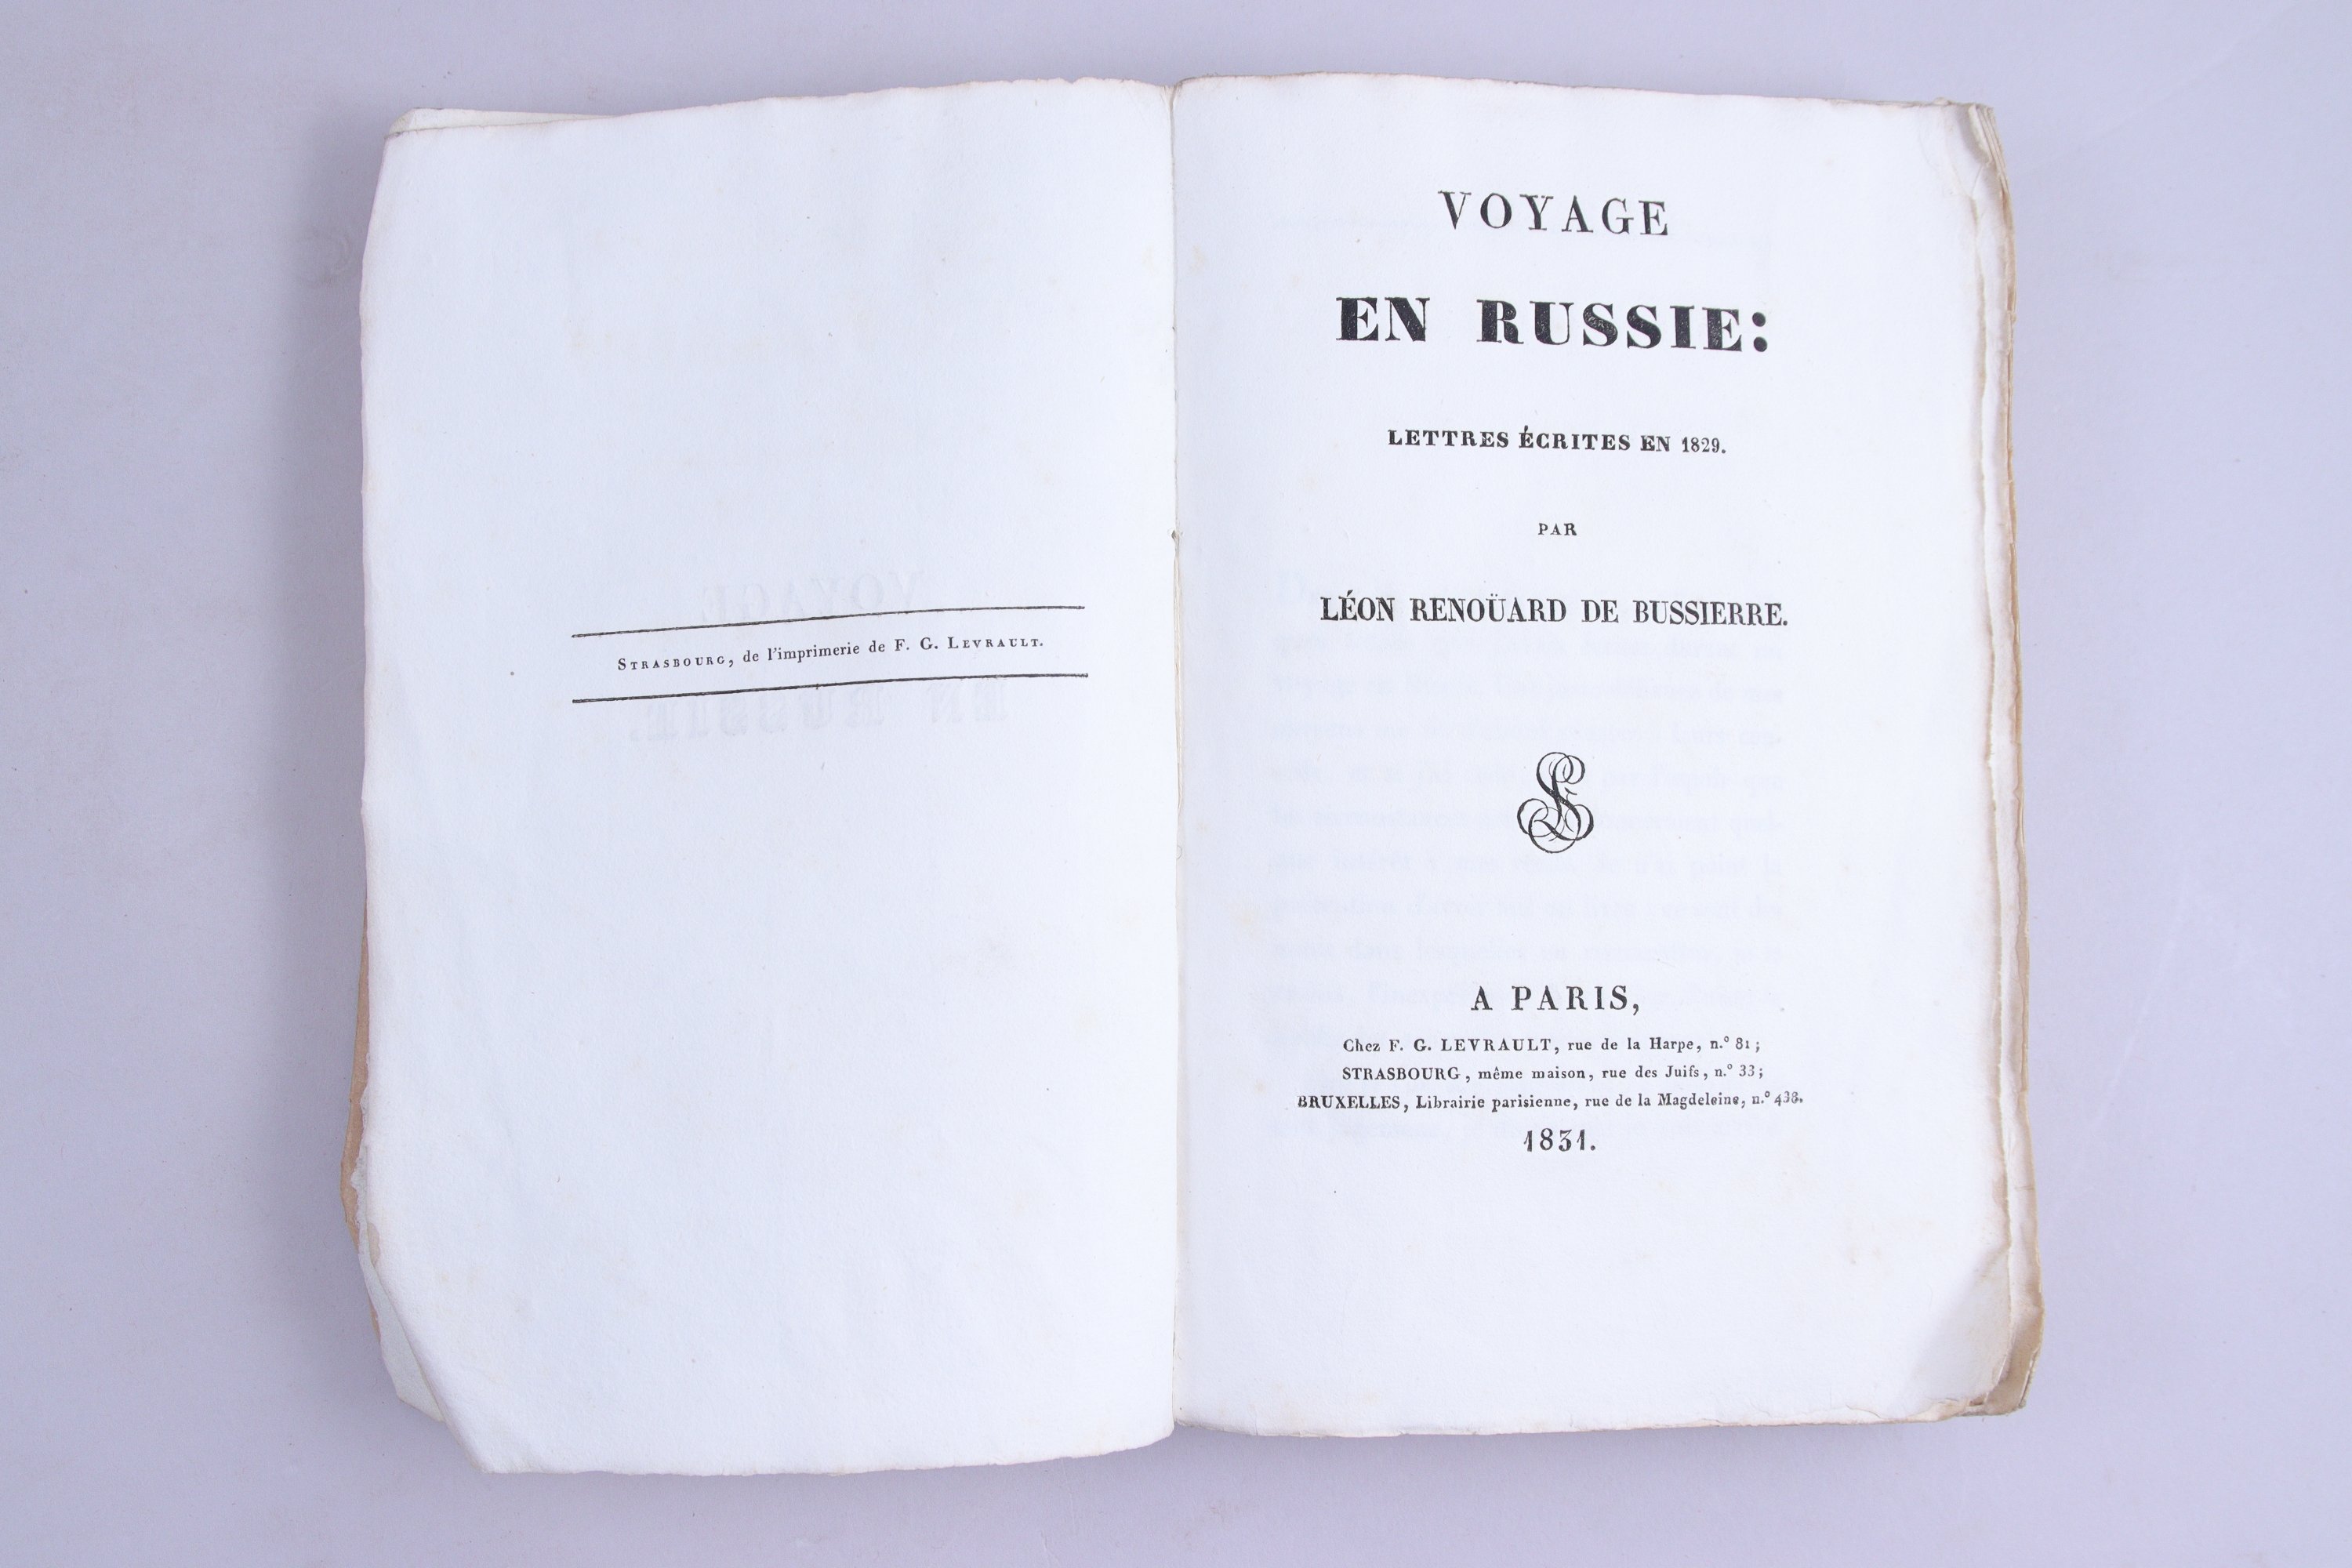 Strasbourg, de l'imprimerie de F. G. Levrault.
VOYAGE
EN RUSSIE:
LETTRES ÉCRITES EN 1829.
PAR
LÉON RENOÜARD DE BUSSIERRE.
A PARIS,
Chez F. G. LEVRAULT, rue de la Harpe, n.º 81;
STRASBOURG, même maison, rue des Juifs, n.º 33;
BRUXELLES, Librairie parisienne, rue de la Magdeleine, n.º 438.
1831.